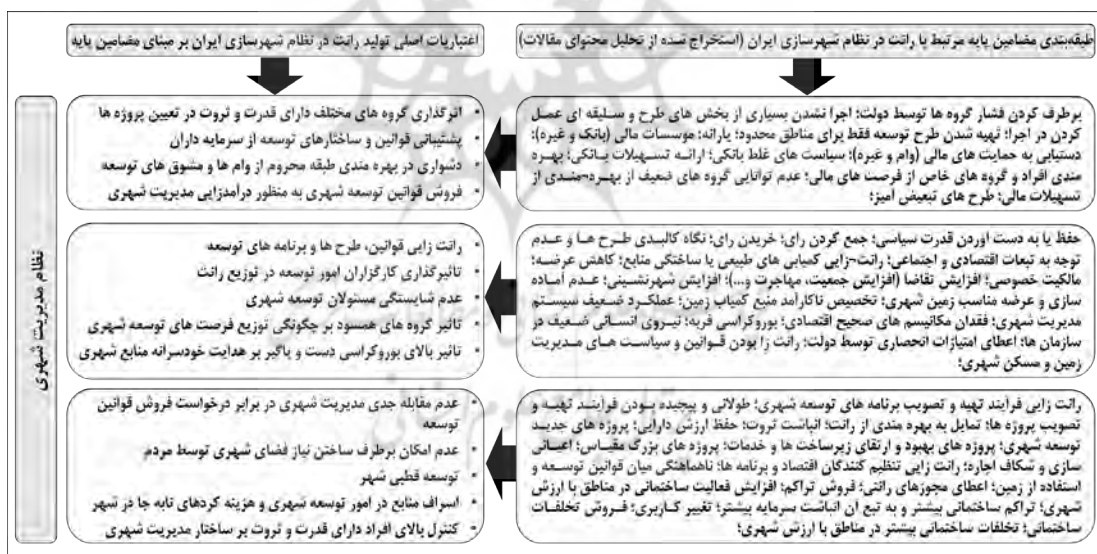 طبقه‌بندی مضامین پایه مرتبط با رانت در نظام شهرسازی ایران (استخراج شده از تحلیل محتوای مقالات)
برطرف کردن فشار گروه ها توسط دولت؛ اجرا نشدن بسیاری از بخش های طرح و سلیقه ای عمل
کردن در اجرا؛ تهیه شدن طرح توسعه فقط برای مناطق محدود؛ یارانه؛ موسسات مالی (بانک و غیره)؛
دستیابی به حمایت های مالی (وام و غیره)؛ سیاست های غلط بانکی؛ ارائه تسهیلات بانکی؛ بهره
مندی افراد و گروه های خاص از فرصت های مالی؛ عدم توانایی گروه های ضعیف از بهره¬مندی از
تسهیلات مالی؛ طرح های تبعیض آمیز؛
حفظ یا به دست آوردن قدرت سیاسی؛ جمع کردن رای؛ خریدن رای؛ نگاه کالبدی طرح ها و عدم
توجه به تبعات اقتصادی و اجتماعی؛ رانت¬زایی کمیابی های طبیعی یا ساختگی منابع؛ کاهش عرضه؛
مالکیت خصوصی؛ افزایش تقاضا (افزایش جمعیت، مهاجرت و...)؛ افزایش شهرنشینی؛ عدم آماده
سازی و عرضه مناسب زمین شهری؛ تخصیص ناکارآمد منبع کمیاب زمین؛ عملکرد ضعیف سیستم
مدیریت شهری؛ فقدان مکانیسم های صحیح اقتصادی؛ بوروکراسی فربه؛ نیروی انسانی ضعیف در
سازمان ها؛ اعطای امتیازات انحصاری توسط دولت؛ رانت زا بودن قوانین و سیاست های مدیریت
زمین و مسکن شهری؛
رانت زایی فرآیند تهیه و تصویب برنامه های توسعه شهری؛ طولانی و پیچیده بودن فرآیند تهیه و
تصویب پروژه ها؛ تمایل به بهره مندی از رانت؛ انباشت ثروت؛ حفظ ارزش دارایی؛ پروژه های جدید
توسعه شهری؛ پروژه های بهبود و ارتقای زیرساخت ها و خدمات؛ پروژه های بزرگ مقیاس؛ اعیانی
سازی و شکاف اجاره؛ رانت زایی تنظیم کنندگان اقتصاد و برنامه ها؛ ناهماهنگی میان قوانین توسعه و
استفاده از زمین؛ اعطای مجوزهای رانتی؛ فروش تراکم؛ افزایش فعالیت ساختمانی در مناطق با ارزش
شهری؛ تراکم ساختمانی بیشتر و به تبع آن انباشت سرمایه بیشتر؛ تغییر کاربری؛ فروش تخلفات
ساختمانی؛ تخلفات ساختمانی بیشتر در مناطق با ارزش شهری؛
اعتباریات اصلی تولید رانت در نظام شهرسازی ایران بر مبنای مضامین پایه
• اثرگذاری گروه های مختلف دارای قدرت و ثروت در تعیین پروژه ها
• پشتیبانی قوانین و ساختارهای توسعه از سرمایه داران
• دشواری در بهره مندی طبقه محروم از وام ها و مشوق های توسعه
• فروش قوانین توسعه شهری به منظور درآمدزایی مدیریت شهری
• رانت زایی قوانین، طرح ها و برنامه های توسعه
• تاثیرگذاری کارگزاران امور توسعه در توزیع رانت
• عدم شایستگی مسئولان توسعه شهری
• تاثیر گروه های همسود بر چگونگی توزیع فرصت های توسعه شهری
• تاثیر بالای بوروکراسی دست و پاگیر بر هدایت خودسرانه منابع شهری
• عدم مقابله جدی مدیریت شهری در برابر درخواست فروش قوانین
توسعه
• عدم امکان برطرف ساختن نیاز فضای شهری توسط مردم
• توسعه قطبی شهر
• اسراف منابع در امور توسعه شهری و هزینه کردهای نابه جا در شهر
• کنترل بالای افراد دارای قدرت و ثروت بر ساختار مدیریت شهری
نظام مدیریت شهری